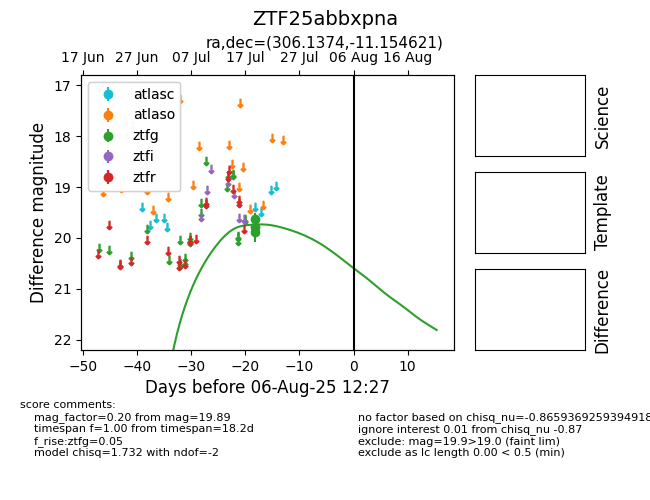 ZTF25abbxpna
ra,dec=(306.1374,-11.154621)
17 Jun 27 Jun 07 Jul 17 Jul 27 Jul 06 Aug 16 Aug
17
18
19
20
21
22
Difference magnitude
atlasc
atlaso
ztfg
ztfi
ztfr
−50 −40 −30 −20 −10 0 10
Days before 06-Aug-25 12:27
Science
Template
Difference
score comments:
mag_factor=0.20 from mag=19.89
timespan f=1.00 from timespan=18.2d
f_rise:ztfg=0.05
model chisq=1.732 with ndof=-2
no factor based on chisq_nu=-0.8659369259394918
ignore interest 0.01 from chisq_nu -0.87
exclude: mag=19.9>19.0 (faint lim)
exclude as lc length 0.00 < 0.5 (min)